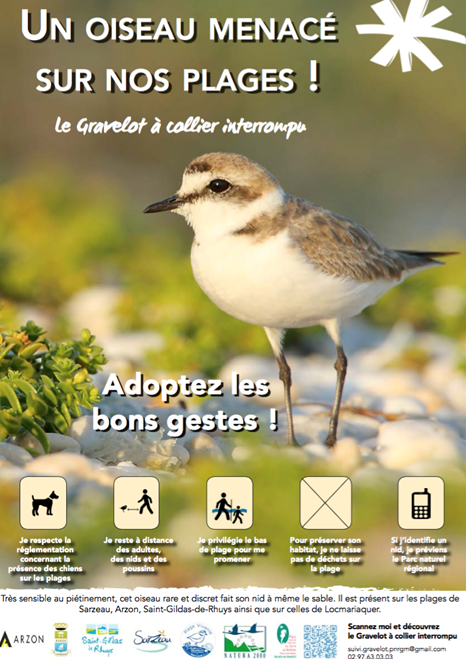 UN OISEAU MENACÉ
SUR NOS PLAGES !
Le Gravelot à collier interrompu
Adoptez les
bons gestes !
Je respecte la
réglementation
concernant la
présence des chiens
sur les plages
Je reste à distance
des adultes,
des nids et des
poussins
Je privilégie le bas
de plage pour me
promener
Pour préserver son
habitat, je ne laisse
pas de déchets sur
la plage
Si j'identifie un
nid, je préviens
le Parc naturel
régional
Très sensible au piétinement, cet oiseau rare et discret fait son nid à même le sable. Il est présent sur les plages de
Sarzeau, Arzon, Saint-Gildas-de-Rhuys ainsi que sur celles de Locmariaquer.
ARZON
Saint Gildas
de Rhuys
Sarzeau
NATURA 2000
Scannez moi et découvrez
le Gravelot à collier interrompu
suivi.gravelot.pnrgm@gmail.com
02.97.63.03.03